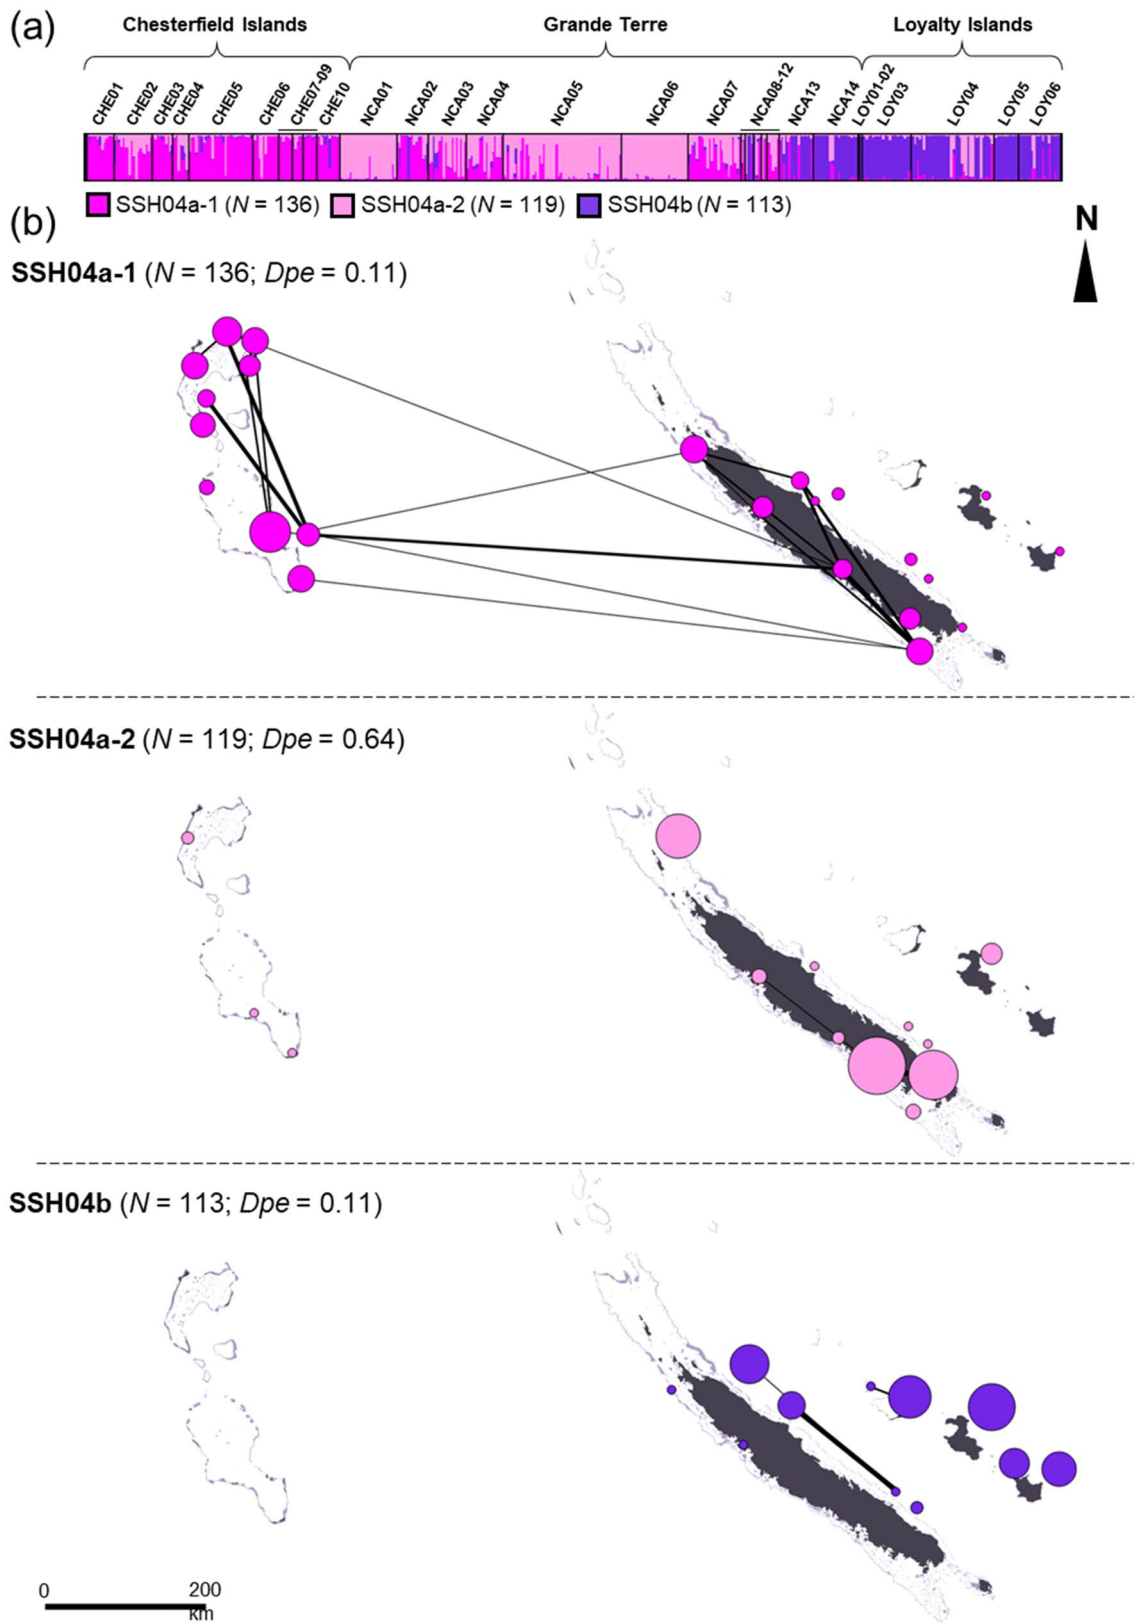 (a)
Chesterfield Islands Grande Terre Loyalty Islands
CHE01 CHE02 CHE03 CHE04 CHE05 CHE06 CHE07-09 CHE10 NCA01 NCA02 NCA03 NCA04 NCA05 NCA06 NCA07 NCA08-12 NCA13 NCA14 LOY01-02 LOY03 LOY04 LOY05 LOY06
SSH04a-1 (N = 136) SSH04a-2 (N = 119) SSH04b (N = 113)
(b)
N
SSH04a-1 (N = 136; Dpe = 0.11)
SSH04a-2 (N = 119; Dpe = 0.64)
SSH04b (N = 113; Dpe = 0.11)
0 200
km